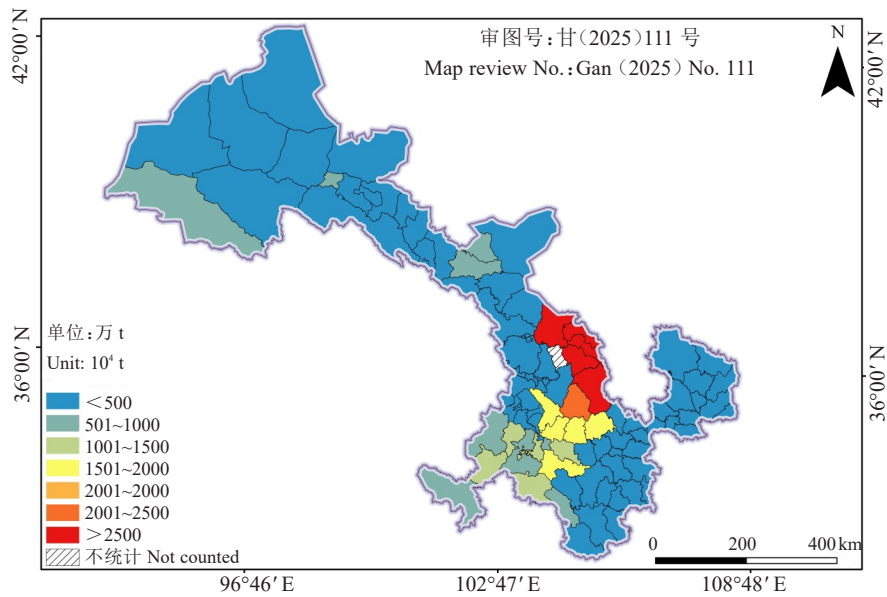 审图号:甘(2025)111 号
Map review No.:Gan (2025) No. 111
N
42°00′ N
42°00′ N
36°00′ N
36°00′ N
单位:万 t
Unit: 10⁴ t
<500
501~1000
1001~1500
1501~2000
2001~2000
2001~2500
>2500
不统计 Not counted
0 200 400 km
96°46′ E 102°47′ E 108°48′ E